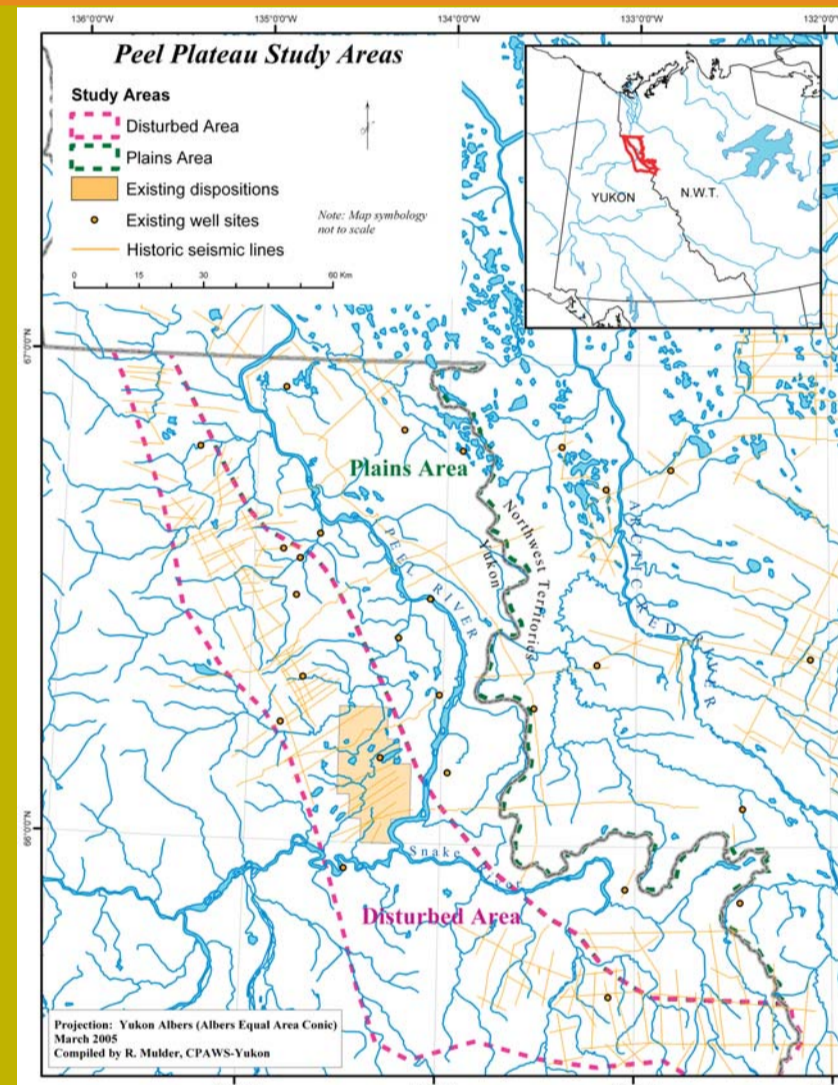 136°0'0"W 135°0'0"W 134°0'0"W 133°0'0"W 132°0'0"
Peel Plateau Study Areas
Study Areas
Disturbed Area
Plains Area
Existing dispositions
Existing well sites
Historic seismic lines
Note: Map symbology
not to scale
0 15 30 60 Km
YUKON
N.W.T.
67°0'0"N
Plains Area
PEEL RIVER
Yukon
Northwest Territories
ARCTIC RED RIVER
66°0'0"N
Snake
Disturbed Area
Projection: Yukon Albers (Albers Equal Area Conic)
March 2005
Compiled by R. Mulder, CPAWS-Yukon